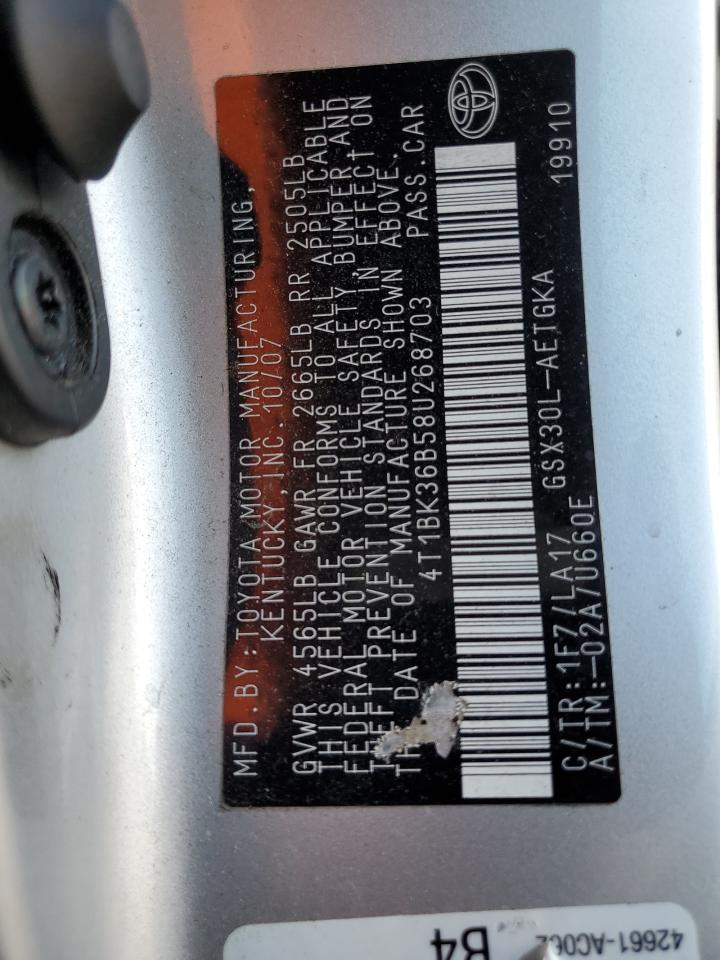 MFD.BY:TOYOTA MOTOR MANUFACTURING,
KENTUCKY,INC.10/07
GVWR 4565LB GAWR FR 2665LB RR 2505LB
THIS VEHICLE CONFORMS TO ALL APPLICABLE
FEDERAL MOTOR VEHICLE SAFETY,BUMPER,AND
THEFT PREVENTION STANDARDS IN EFFECT ON
THE DATE OF MANUFACTURE SHOWN ABOVE.
4T1BK36B58U268703 PASS.CAR
C/TR:1F7/LA17 GSX30L-AETGKA 19910
A/TM:-02A/U660E
B4
42661-AC062